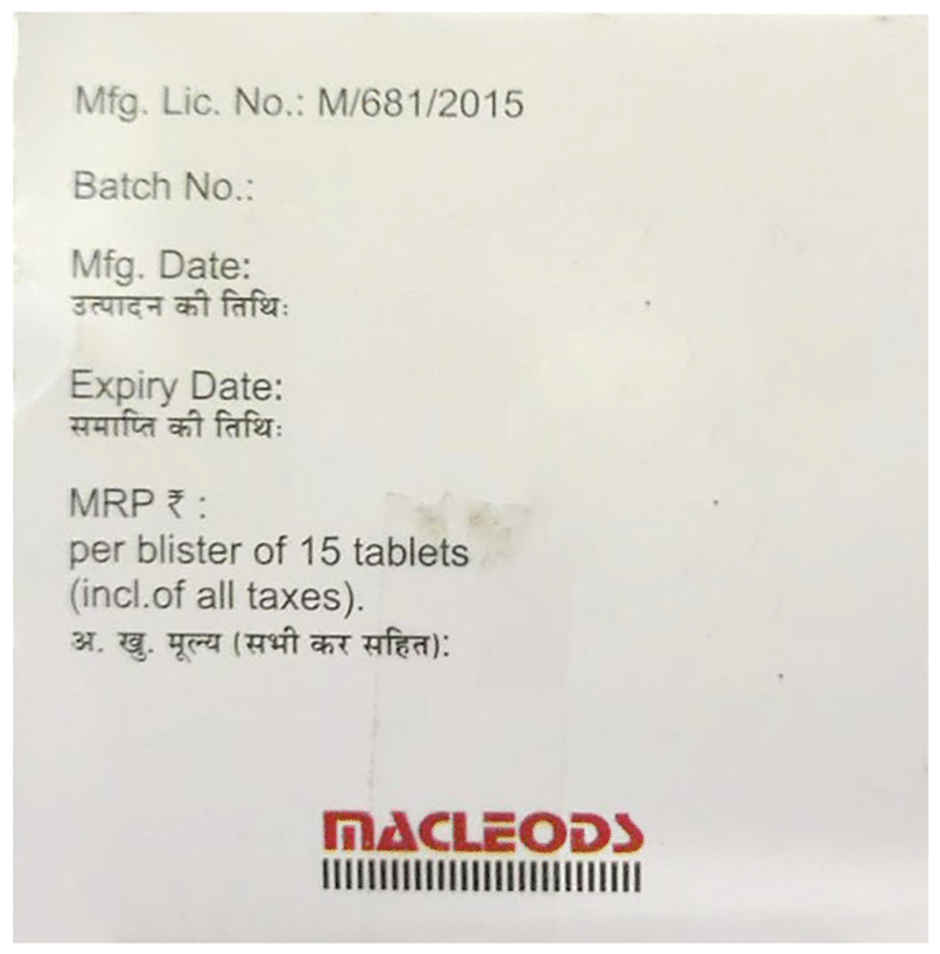 Mfg. Lic. No.: M/681/2015
Batch No.:
Mfg. Date:
उत्पादन की तिथिः
Expiry Date:
समाप्ति की तिथिः
MRP ₹ :
per blister of 15 tablets
(incl.of all taxes).
अ. खु. मूल्य (सभी कर सहित):
MACLEODS